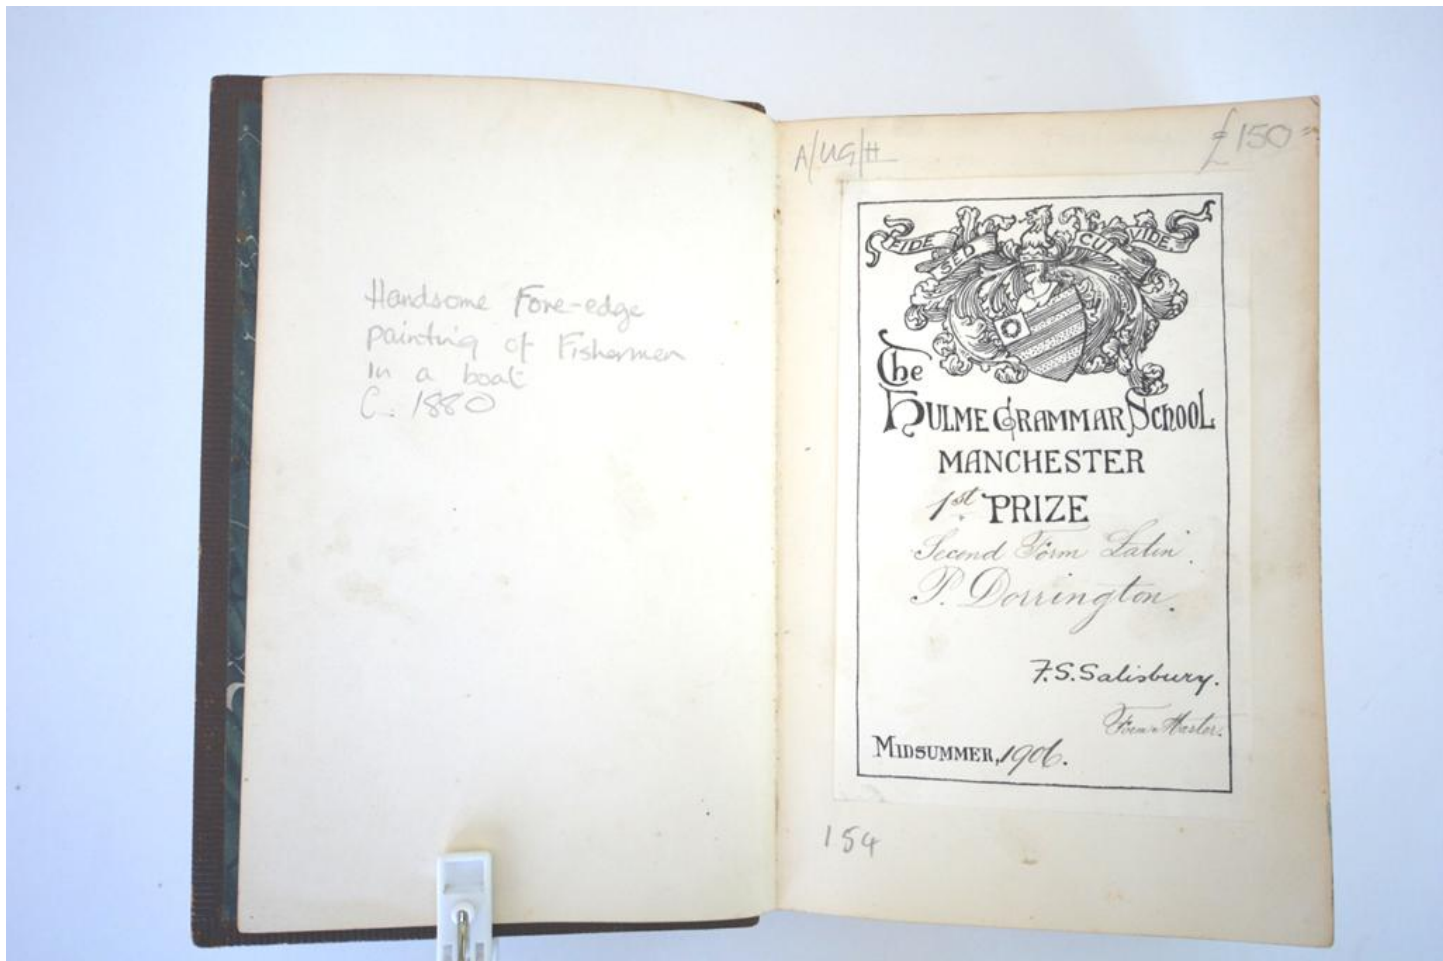 Handsome Fore-edge
painting of Fishermen
in a boat
C. 1880
A/UG/H
£150=
FIDE SED CUI VIDE.
The
Hulme Grammar School
MANCHESTER
1st PRIZE
Second Form Latin.
P. Dorrington.
F.S. Salisbury.
Form Master.
MIDSUMMER, 1906.
154